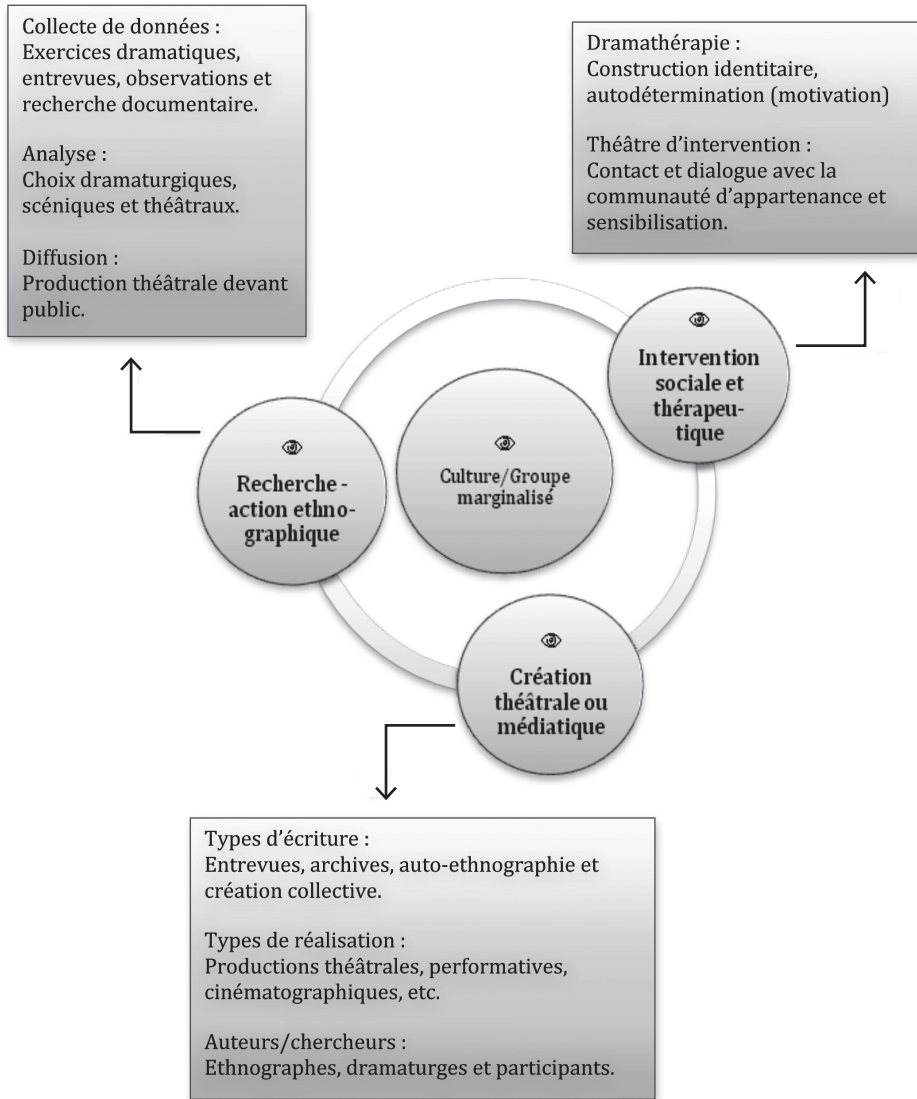 Collecte de données :
Exercices dramatiques,
entrevues, observations et
recherche documentaire.
Analyse :
Choix dramaturgiques,
scéniques et théâtraux.
Diffusion :
Production théâtrale devant
public.
Dramathérapie :
Construction identitaire,
autodétermination (motivation)
Théâtre d'intervention :
Contact et dialogue avec la
communauté d'appartenance et
sensibilisation.
Intervention
sociale et
thérapeu-
tique
Culture/Groupe
marginalisé
Recherche-
action ethno-
graphique
Création
théâtrale ou
médiatique
Types d'écriture :
Entrevues, archives, auto-ethnographie et
création collective.
Types de réalisation :
Productions théâtrales, performatives,
cinématographiques, etc.
Auteurs/chercheurs :
Ethnographes, dramaturges et participants.